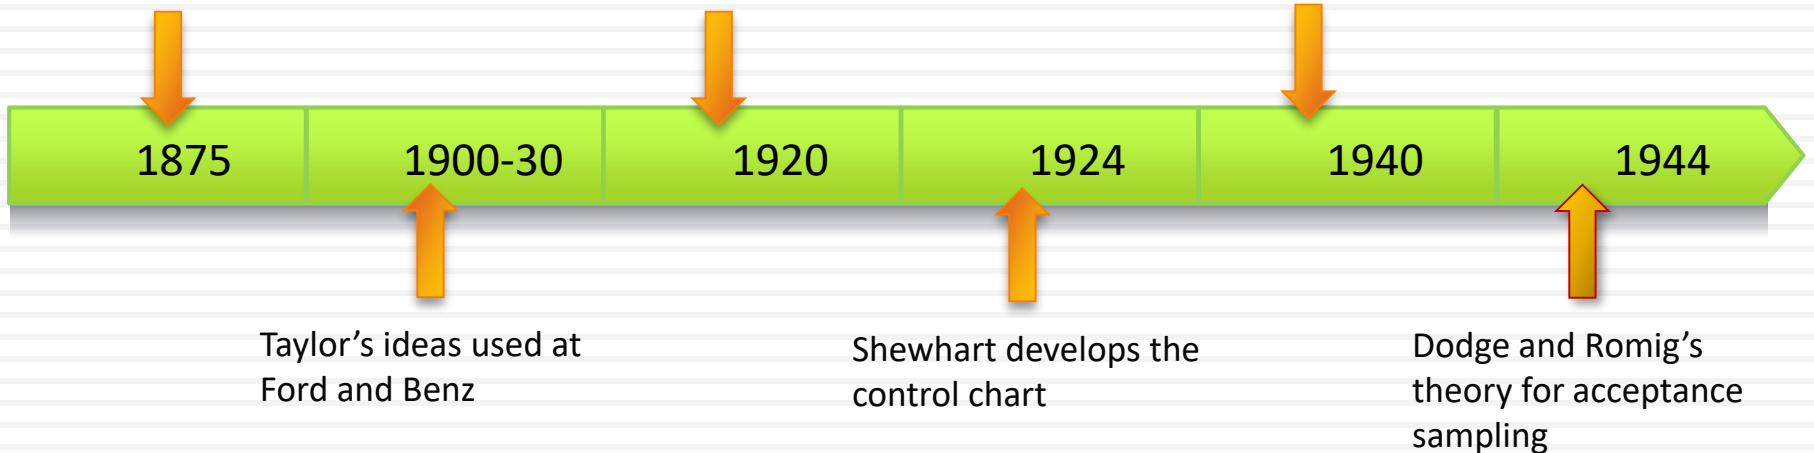 1875
1900-30
1920
1924
1940
1944
Taylor’s ideas used at
Ford and Benz
Shewhart develops the
control chart
Dodge and Romig’s
theory for acceptance
sampling